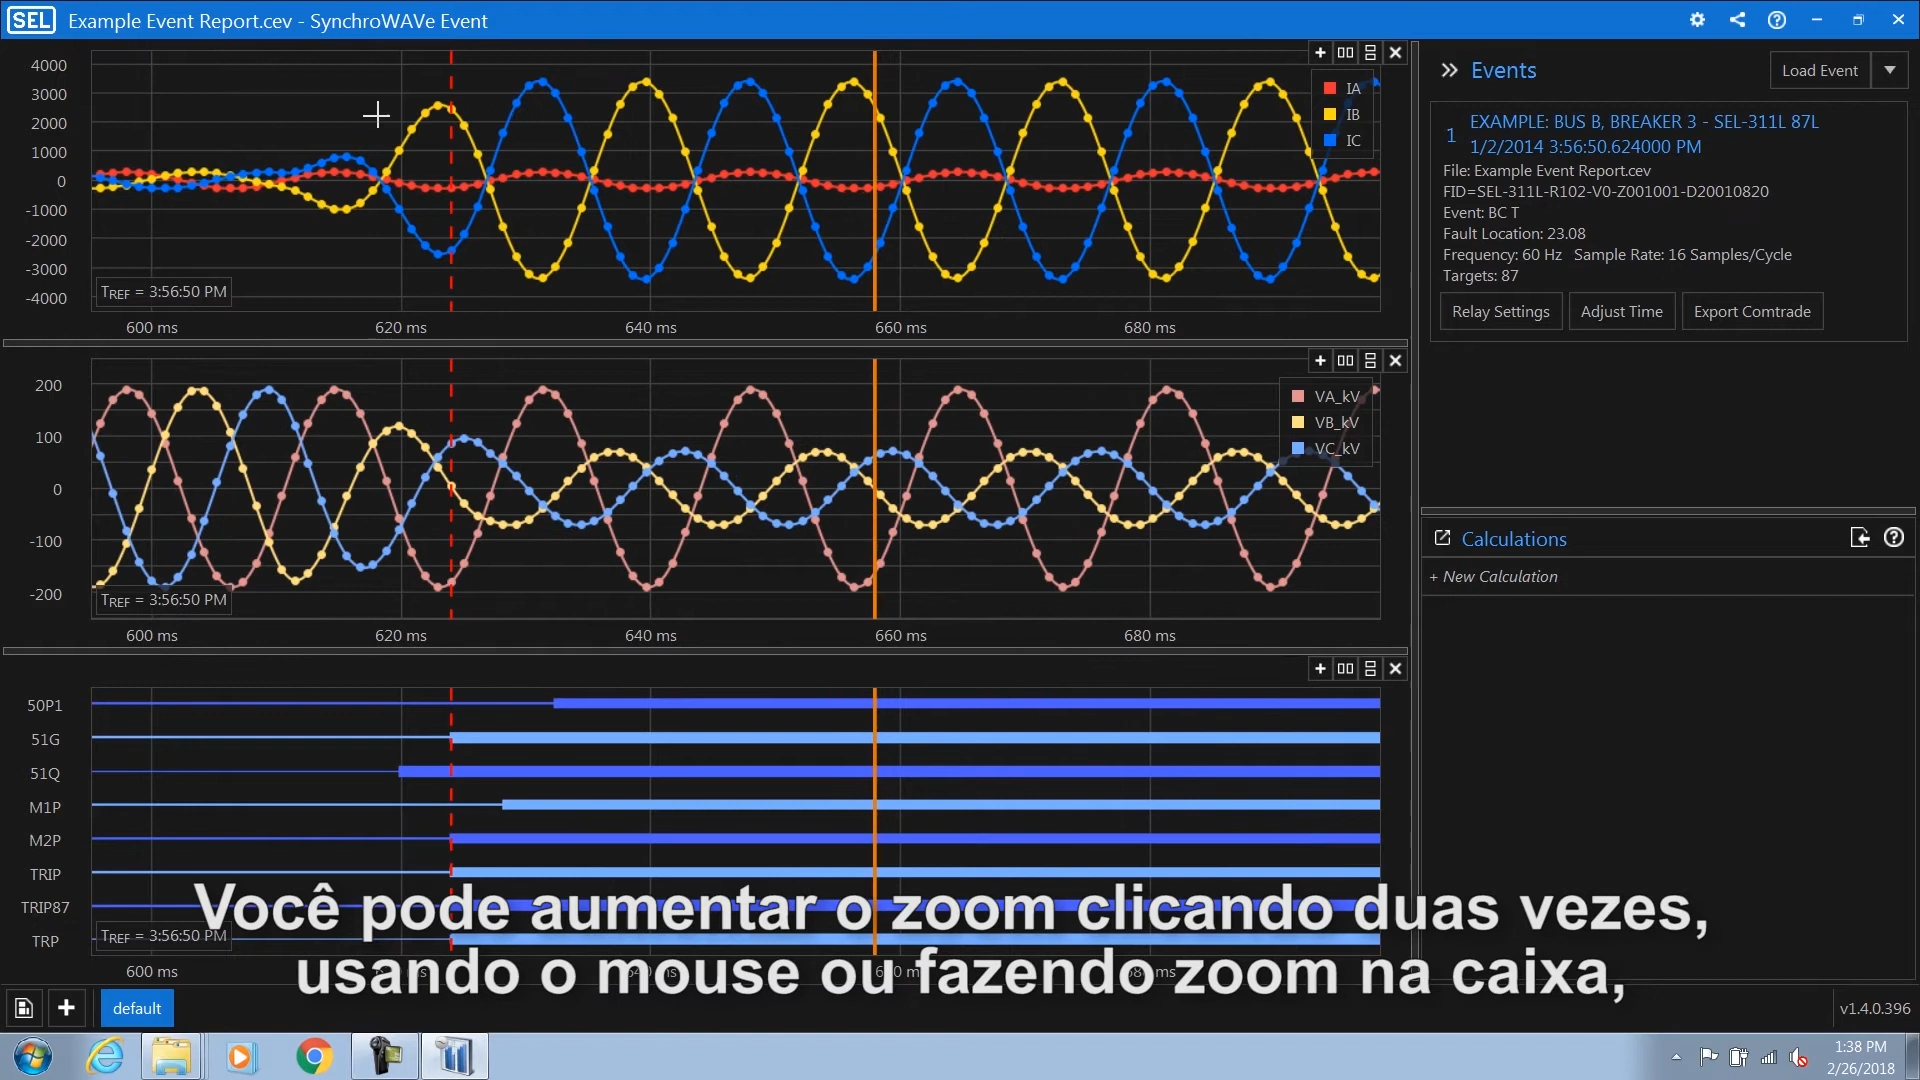 SEL Example Event Report.cev - SynchroWAVe Event
4000
3000
2000
1000
0
-1000
-2000
-3000
-4000
IA
IB
IC
TREF = 3:56:50 PM
600 ms 620 ms 640 ms 660 ms 680 ms
200
100
0
-100
-200
VA_kV
VB_kV
VC_kV
TREF = 3:56:50 PM
600 ms 620 ms 640 ms 660 ms 680 ms
50P1
51G
51Q
M1P
M2P
TRIP
TRIP87
TRP
TREF = 3:56:50 PM
600 ms
Você pode aumentar o zoom clicando duas vezes,
usando o mouse ou fazendo zoom na caixa,
Events
Load Event
1 EXAMPLE: BUS B, BREAKER 3 - SEL-311L 87L
1/2/2014 3:56:50.624000 PM
File: Example Event Report.cev
FID=SEL-311L-R102-V0-Z001001-D20010820
Event: BC T
Fault Location: 23.08
Frequency: 60 Hz Sample Rate: 16 Samples/Cycle
Targets: 87
Relay Settings Adjust Time Export Comtrade
Calculations
+ New Calculation
default
v1.4.0.396
1:38 PM
2/26/2018